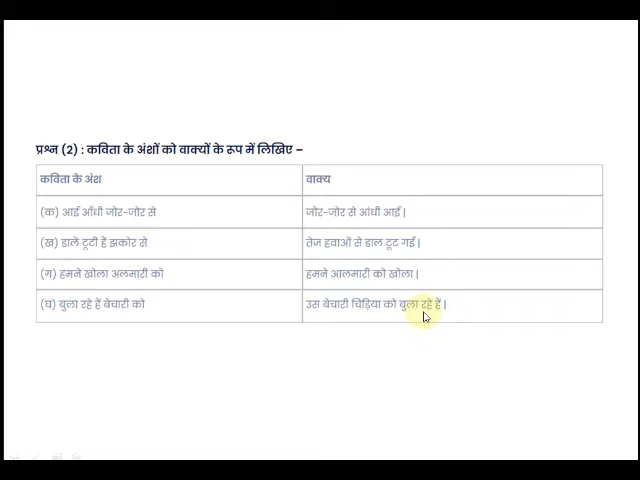 प्रश्न (2) : कविता के अंशों को वाक्यों के रूप में लिखिए –
कविता के अंश वाक्य
(क) आई आँधी जोर-जोर से जोर-जोर से आंधी आई |
(ख) डालें टूटी हैं झकोर से तेज हवाओं से डाल टूट गईं |
(ग) हमने खोला अलमारी को हमने आलमारी को खोला |
(घ) बुला रहे हैं बेचारी को उस बेचारी चिड़िया को बुला रहे हैं |